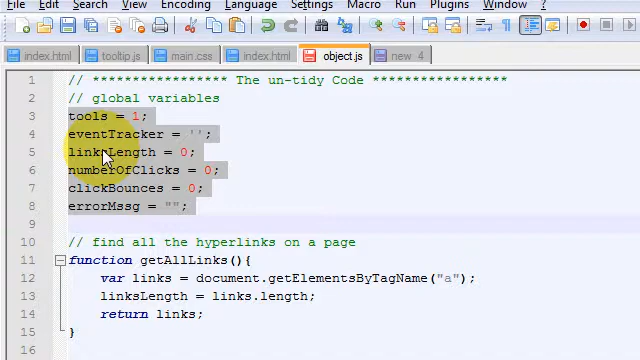 Search View Encoding Language Settings Macro Run Plugins Window ?
index.html tooltip.js main.css index.html object.js new 4
1 // ***************** The un-tidy Code *****************
2 // global variables
3 tools = 1;
4 eventTracker = '';
5 linksLength = 0;
6 numberOfClicks = 0;
7 clickBounces = 0;
8 errorMssg = "";
9
10 // find all the hyperlinks on a page
11 function getAllLinks(){
12 var links = document.getElementsByTagName("a");
13 linksLength = links.length;
14 return links;
15 }
16